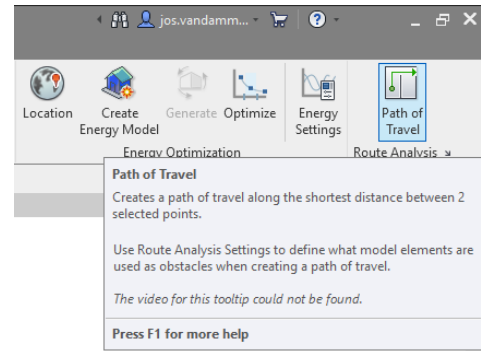 jos.vandamm...
Location
Create
Energy Model
Generate
Optimize
Energy
Settings
Path of
Travel
Energy Optimization
Route Analysis
Path of Travel
Creates a path of travel along the shortest distance between 2
selected points.
Use Route Analysis Settings to define what model elements are
used as obstacles when creating a path of travel.
The video for this tooltip could not be found.
Press F1 for more help